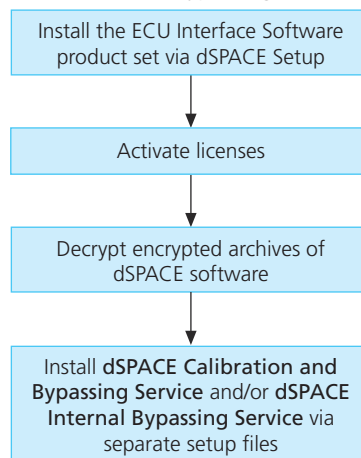 Install the ECU Interface Software
product set via dSPACE Setup
Activate licenses
Decrypt encrypted archives of
dSPACE software
Install dSPACE Calibration and
Bypassing Service and/or dSPACE
Internal Bypassing Service via
separate setup files